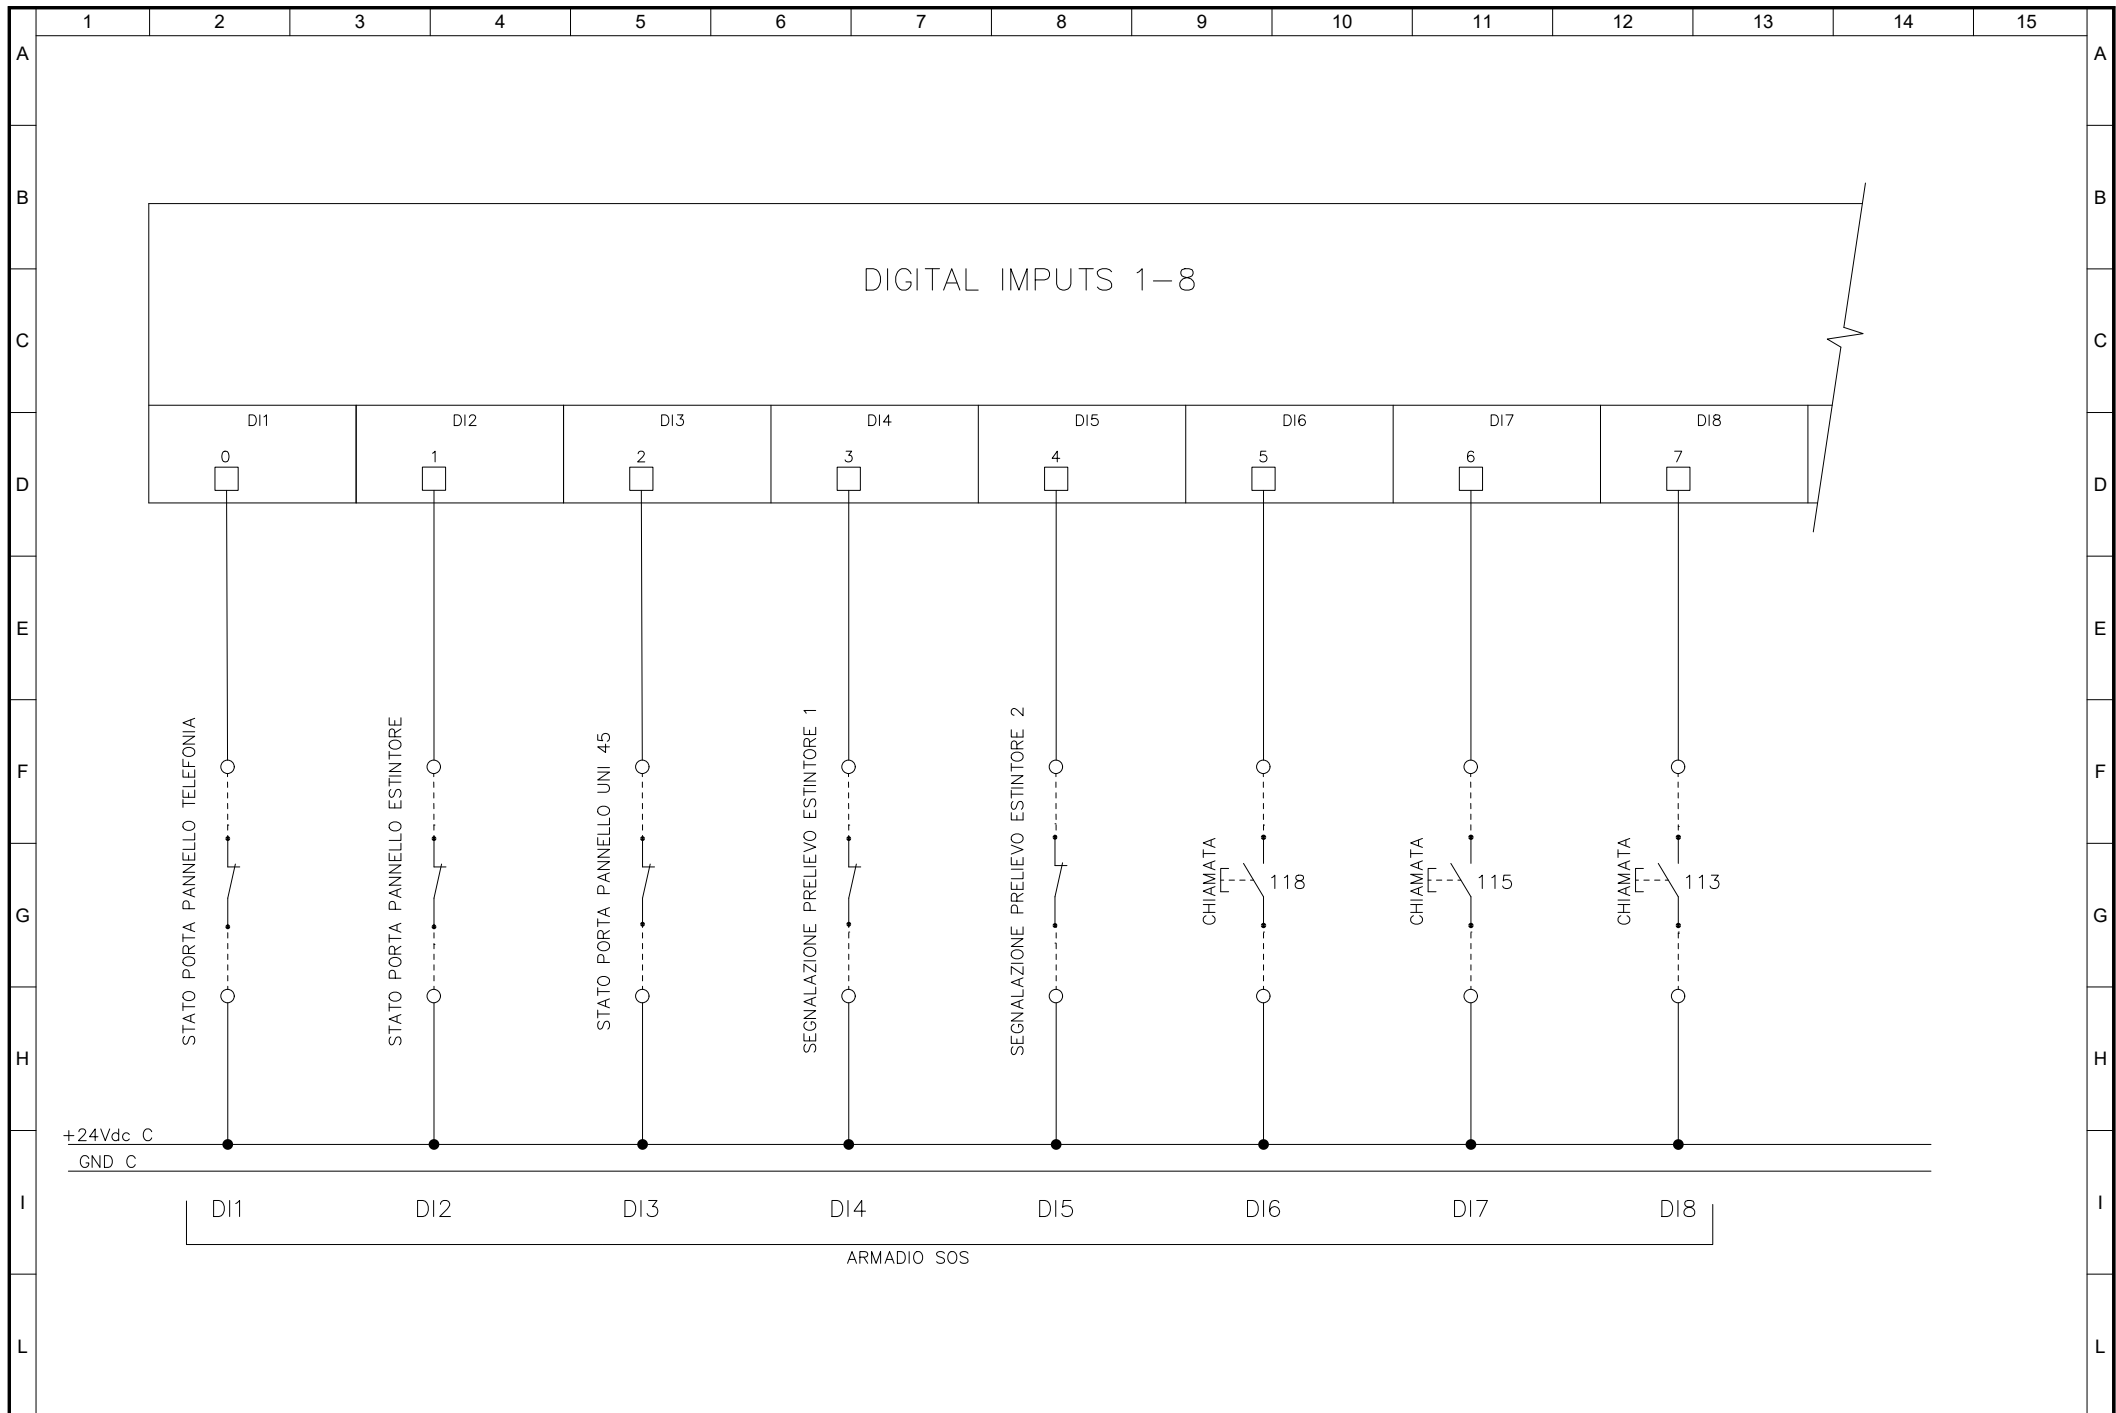 1 2 3 4 5 6 7 8 9 10 11 12 13 14 15
A A
B B
DIGITAL IMPUTS 1-8
C C
DI1 DI2 DI3 DI4 DI5 DI6 DI7 DI8
0 1 2 3 4 5 6 7
D D
E E
STATO PORTA PANNELLO TELEFONIA
STATO PORTA PANNELLO ESTINTORE
STATO PORTA PANNELLO UNI 45
SEGNALAZIONE PRELIEVO ESTINTORE 1
SEGNALAZIONE PRELIEVO ESTINTORE 2
CHIAMATA
118
CHIAMATA
115
CHIAMATA
113
F F
G G
H H
+24Vdc C
GND C
I I
DI1 DI2 DI3 DI4 DI5 DI6 DI7 DI8
ARMADIO SOS
L L